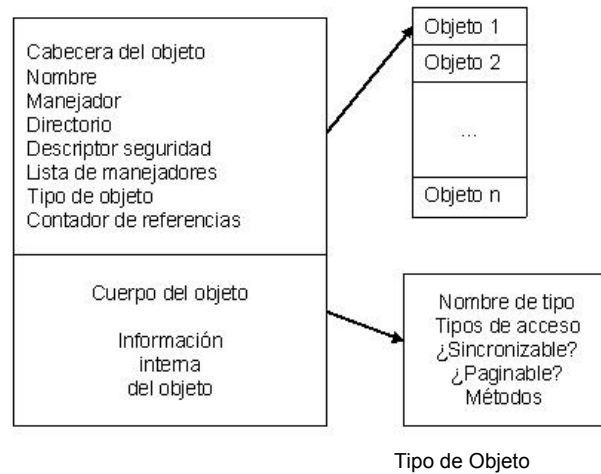 Cabecera del objeto
Nombre
Manejador
Directorio
Descriptor seguridad
Lista de manejadores
Tipo de objeto
Contador de referencias
Cuerpo del objeto
Información
interna
del objeto
Objeto 1
Objeto 2
...
Objeto n
Nombre de tipo
Tipos de acceso
¿Sincronizable?
¿Paginable?
Métodos
Tipo de Objeto